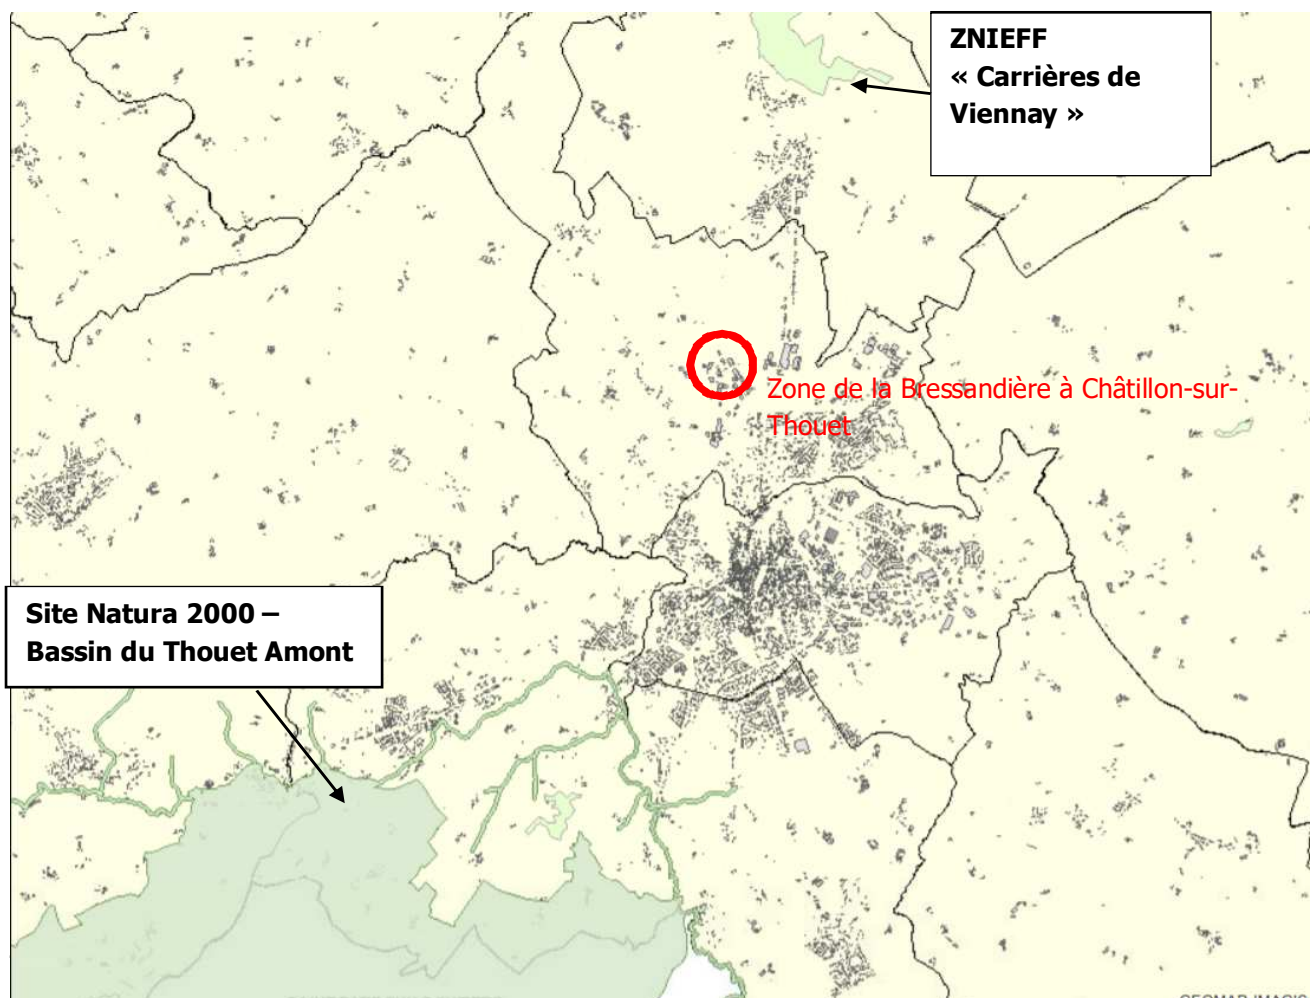 ZNIEFF
« Carrières de
Viennay »
Zone de la Bressandière à Châtillon-sur-
Thouet
Site Natura 2000 –
Bassin du Thouet Amont